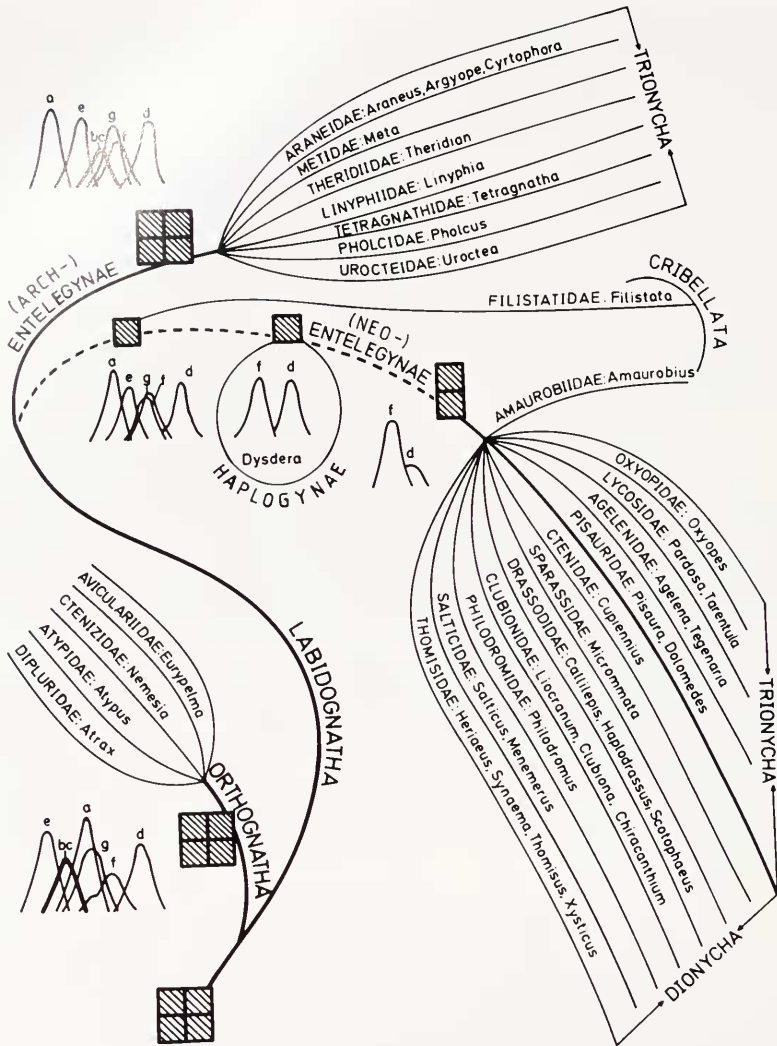 a
e
g
d
bc
f
ARANEIDAE: Araneus, Argyope, Cyrtophora
METIDAE: Meta
THERIDIIDAE: Theridian
LINYPHIIDAE: Linyphia
TETRAGNATHIDAE: Tetragnatha
PHOLCIDAE. Pholcus
UROCTEIDAE: Uroctea
TRIONYCHA
(ARCH-)
ENTELEGYNAE
CRIBELLATA
FILISTATIDAE. Filistata
AMAUROBIIDAE: Amaurobius
(NEO-)
ENTELEGYNAE
a
e
g
f
d
f
d
Dysdera
HAPLOGYNAE
f
d
OXYOPIDAE: Oxyopes
LYCOSIDAE: Pardosa, Tarentula
AGELENIDAE: Agelena, Tegenaria
PISAURIDAE: Pisaura, Dolomedes
CTENIDAE: Cupiennius
SPARASSIDAE: Micrommata
DRASSODIDAE: Callilepis, Haplodrassus, Scotophaeus
CLUBIONIDAE: Liocranum, Clubiona, Chiracanthium
PHILODROMIDAE: Philodromus
SALTICIDAE: Salticus, Menemerus
THOMISIDAE: Heriaeus, Synaema, Thomisus, Xysticus
TRIONYCHA
DIONYCHA
LABIDOGNATHA
AVICULARIIDAE: Eurypelma
CTENIZIDAE: Nemesia
ATYPIDAE: Atypus
DIPLURIDAE: Atrax
ORTHOGNATHA
e
bc
a
g
f
d